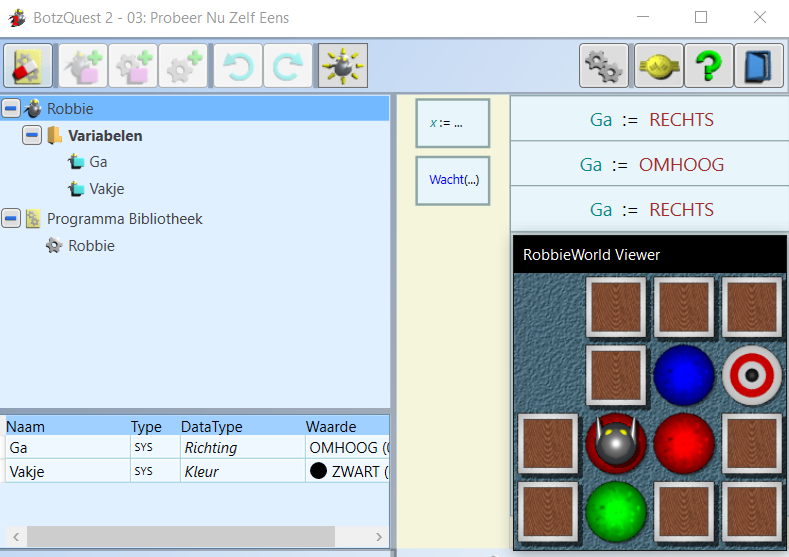 BotzQuest 2 - 03: Probeer Nu Zelf Eens
Robbie
Variabelen
Ga
Vakje
Programma Bibliotheek
Robbie
x := ...
Wacht(...)
Ga := RECHTS
Ga := OMHOOG
Ga := RECHTS
RobbieWorld Viewer
Naam Type DataType Waarde
Ga SYS Richting OMHOOG (
Vakje SYS Kleur ZWART (